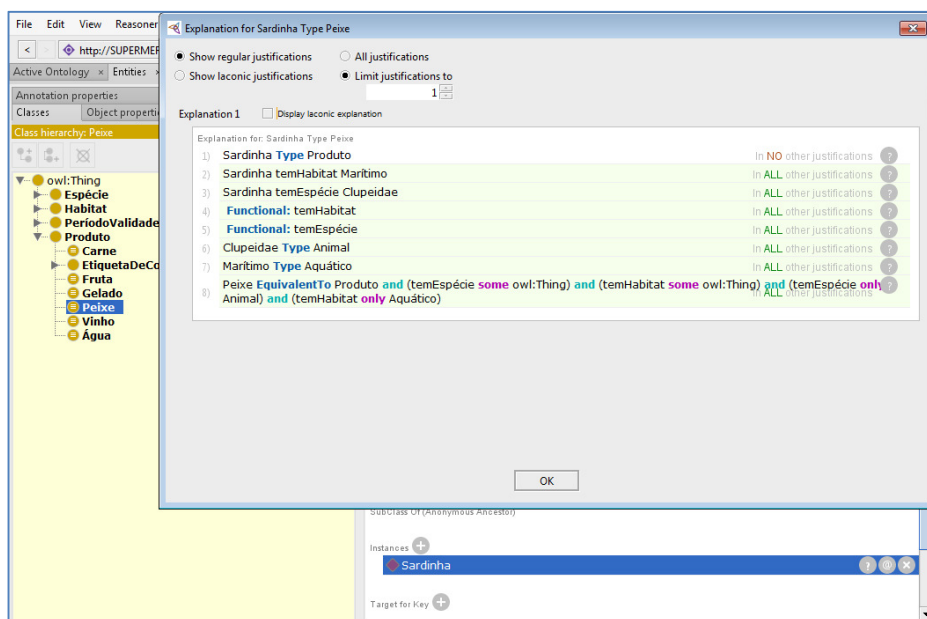 File Edit View Reasoner
Explanation for Sardinha Type Peixe
< http://SUPERMER
Active Ontology × Entities ×
Annotation properties
Classes Object properti
Class hierarchy: Peixe
owl:Thing
Espécie
Habitat
PeríodoValidade
Produto
Carne
EtiquetaDeCo
Fruta
Gelado
Peixe
Vinho
Água
Show regular justifications All justifications
Show laconic justifications Limit justifications to
1
Explanation 1 Display laconic explanation
Explanation for: Sardinha Type Peixe
1) Sardinha Type Produto In NO other justifications ?
2) Sardinha temHabitat Marítimo In ALL other justifications ?
3) Sardinha temEspécie Clupeidae In ALL other justifications ?
4) Functional: temHabitat In ALL other justifications ?
5) Functional: temEspécie In ALL other justifications ?
6) Clupeidae Type Animal In ALL other justifications ?
7) Marítimo Type Aquático In ALL other justifications ?
8) Peixe EquivalentTo Produto and (temEspécie some owl:Thing) and (temHabitat some owl:Thing) and (temEspécie only ?
Animal) and (temHabitat only Aquático) In ALL other justifications
OK
SubClass Of (Anonymous Ancestor)
Instances +
Sardinha ? @ ×
Target for Key +